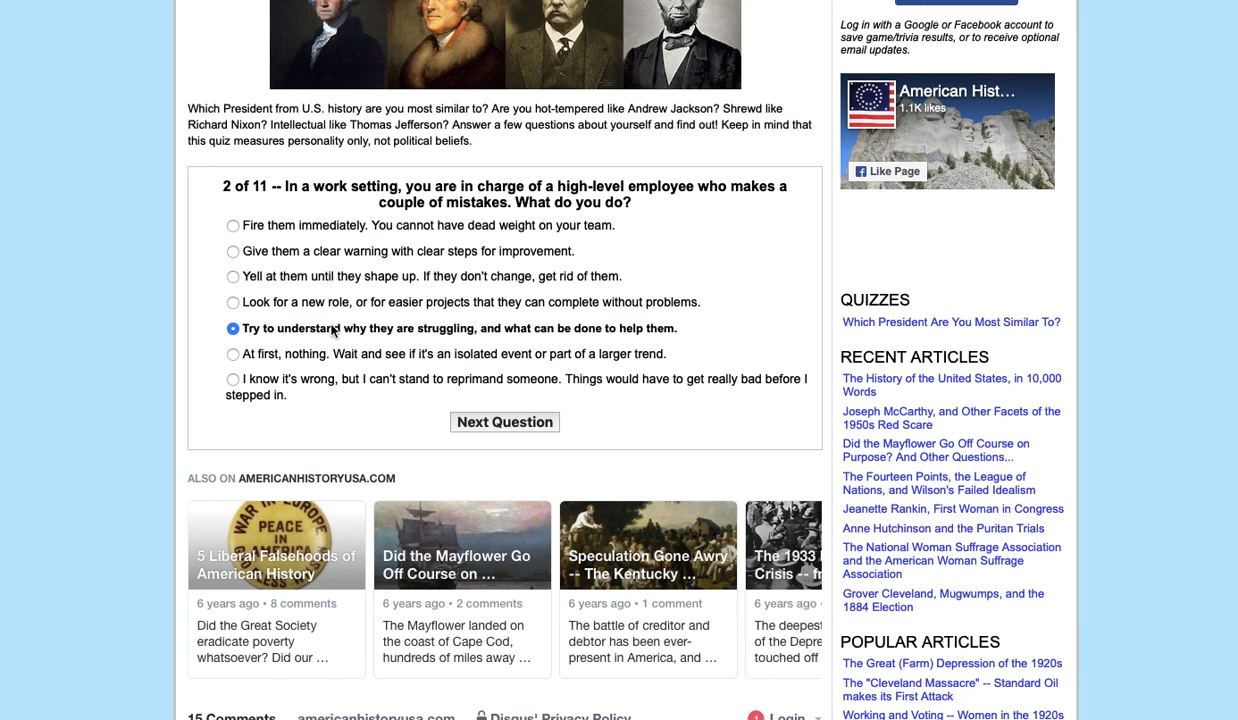 Log in with a Google or Facebook account to
save game/trivia results, or to receive optional
email updates.
American Hist...
1.1K likes
Like Page
Which President from U.S. history are you most similar to? Are you hot-tempered like Andrew Jackson? Shrewd like
Richard Nixon? Intellectual like Thomas Jefferson? Answer a few questions about yourself and find out! Keep in mind that
this quiz measures personality only, not political beliefs.
2 of 11 -- In a work setting, you are in charge of a high-level employee who makes a
couple of mistakes. What do you do?
Fire them immediately. You cannot have dead weight on your team.
Give them a clear warning with clear steps for improvement.
Yell at them until they shape up. If they don't change, get rid of them.
Look for a new role, or for easier projects that they can complete without problems.
Try to understand why they are struggling, and what can be done to help them.
At first, nothing. Wait and see if it's an isolated event or part of a larger trend.
I know it's wrong, but I can't stand to reprimand someone. Things would have to get really bad before I
stepped in.
Next Question
ALSO ON AMERICANHISTORYUSA.COM
WAR IN EUROPE
PEACE
IN
5 Liberal Falsehoods of
American History
6 years ago • 8 comments
Did the Great Society
eradicate poverty
whatsoever? Did our ...
Did the Mayflower Go
Off Course on ...
6 years ago • 2 comments
The Mayflower landed on
the coast of Cape Cod,
hundreds of miles away ...
Speculation Gone Awry
-- The Kentucky ...
6 years ago • 1 comment
The battle of creditor and
debtor has been ever-
present in America, and ...
The 1933
Crisis -- fr
6 years ago •
The deepest
of the Depre
touched off
15 Comments
americanhistoryusa.com
Disqus' Privacy Policy
1
Login
QUIZZES
Which President Are You Most Similar To?
RECENT ARTICLES
The History of the United States, in 10,000
Words
Joseph McCarthy, and Other Facets of the
1950s Red Scare
Did the Mayflower Go Off Course on
Purpose? And Other Questions...
The Fourteen Points, the League of
Nations, and Wilson's Failed Idealism
Jeanette Rankin, First Woman in Congress
Anne Hutchinson and the Puritan Trials
The National Woman Suffrage Association
and the American Woman Suffrage
Association
Grover Cleveland, Mugwumps, and the
1884 Election
POPULAR ARTICLES
The Great (Farm) Depression of the 1920s
The "Cleveland Massacre" -- Standard Oil
makes its First Attack
Working and Voting -- Women in the 1920s